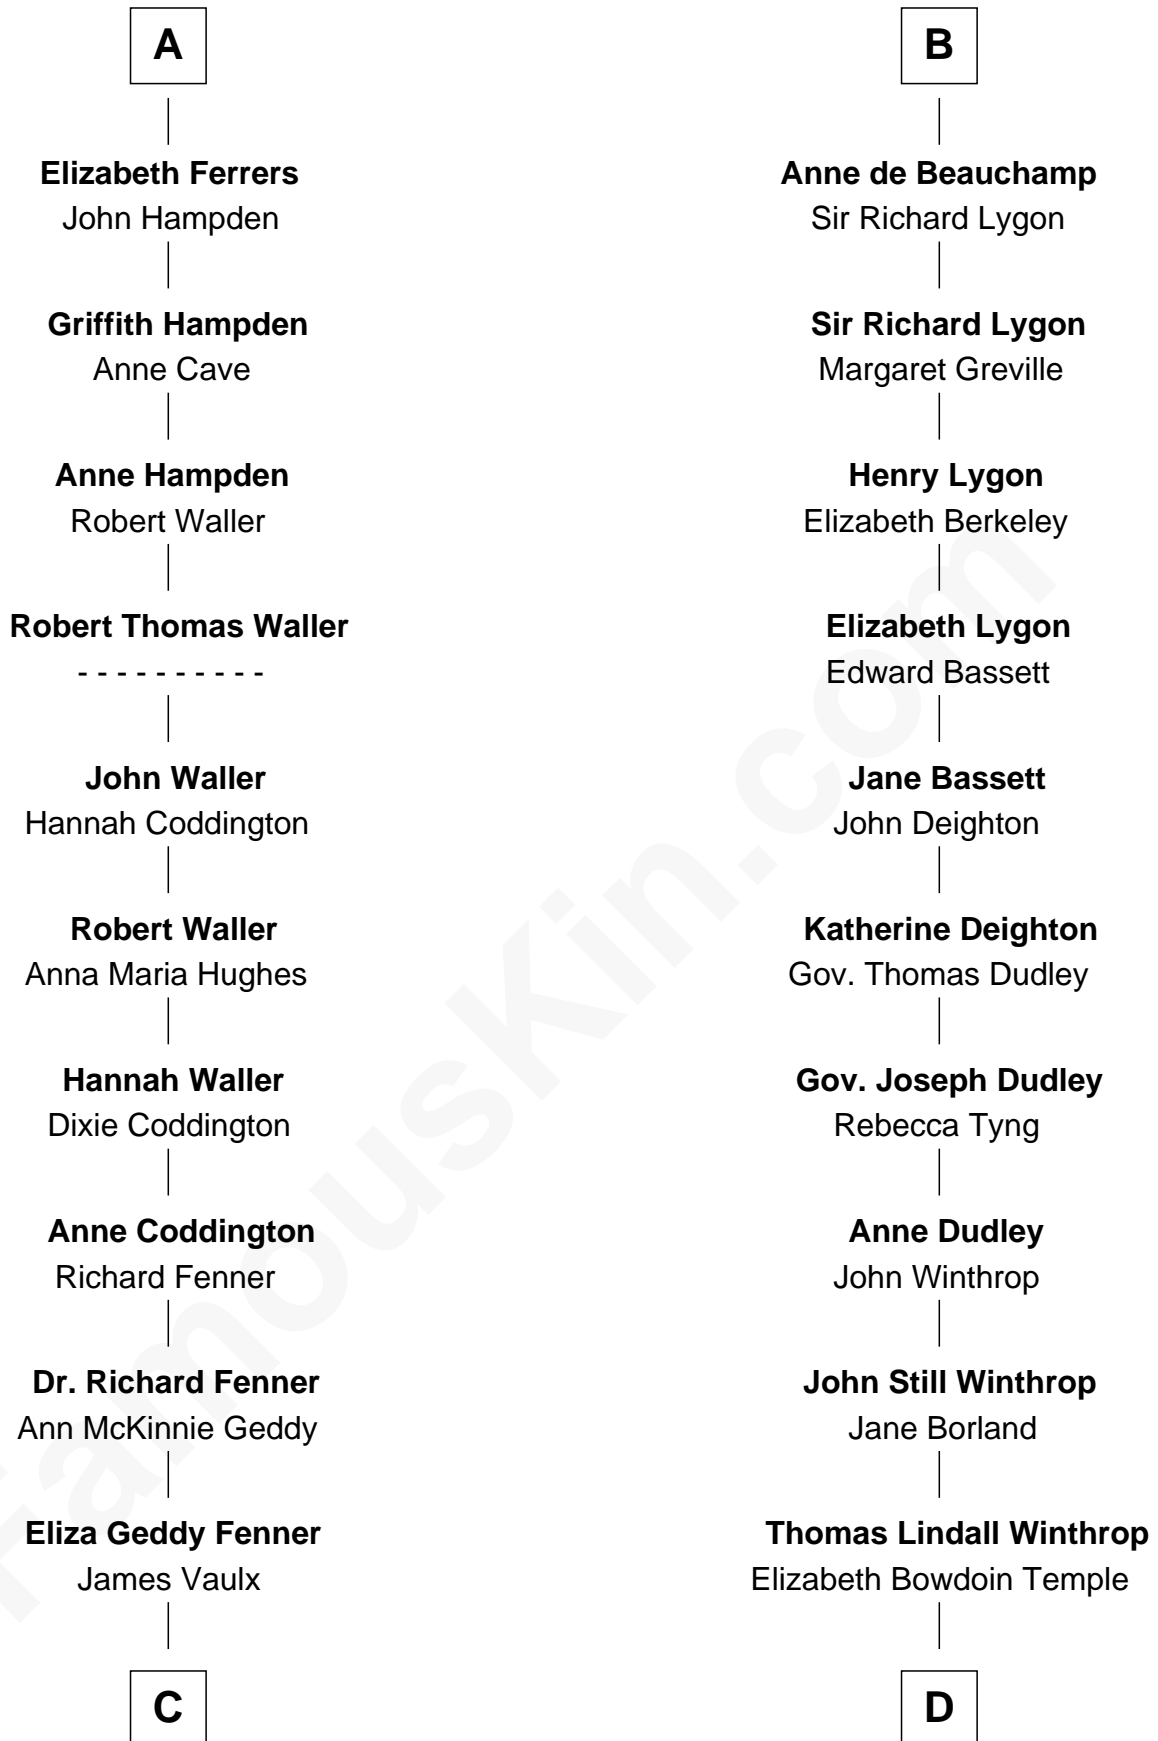 A
Elizabeth Ferrers
John Hampden
Griffith Hampden
Anne Cave
Anne Hampden
Robert Waller
Robert Thomas Waller
- - - - - - - - - -
John Waller
Hannah Coddington
Robert Waller
Anna Maria Hughes
Hannah Waller
Dixie Coddington
Anne Coddington
Richard Fenner
Dr. Richard Fenner
Ann McKinnie Geddy
Eliza Geddy Fenner
James Vaulx
C
B
Anne de Beauchamp
Sir Richard Lygon
Sir Richard Lygon
Margaret Greville
Henry Lygon
Elizabeth Berkeley
Elizabeth Lygon
Edward Bassett
Jane Bassett
John Deighton
Katherine Deighton
Gov. Thomas Dudley
Gov. Joseph Dudley
Rebecca Tyng
Anne Dudley
John Winthrop
John Still Winthrop
Jane Borland
Thomas Lindall Winthrop
Elizabeth Bowdoin Temple
D
FamousKin.com